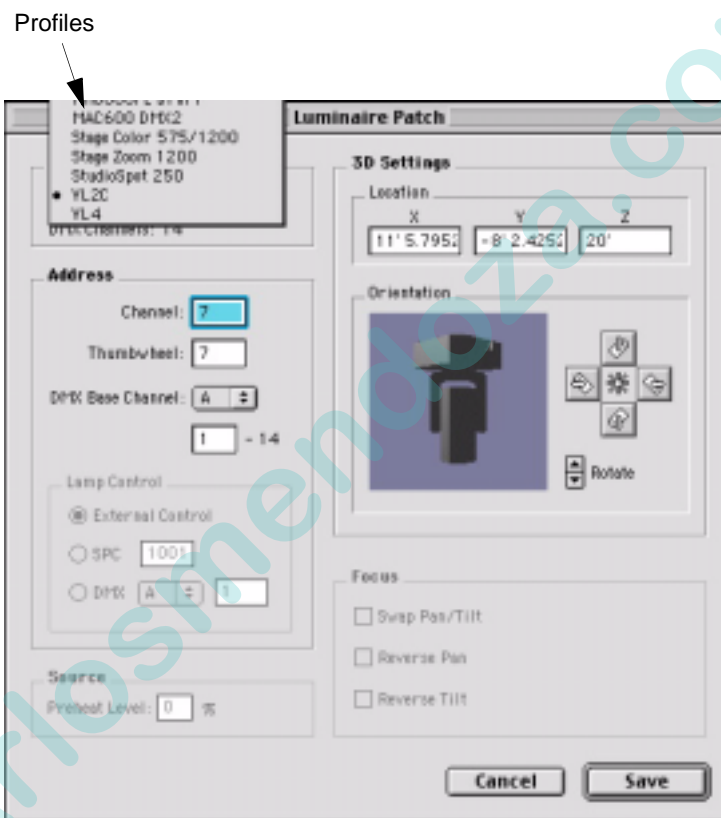 Profiles
Luminaire Patch
MAC600 DMX2
Stage Color 575/1200
Stage Zoom 1200
StudioSpot 250
VL2C
VL4
DMX Channels: 14
Address
Channel: 7
Thumbwheel: 7
DMX Base Channel: A
1 - 14
Lamp Control
External Control
SPC 1001
DMX A 1
Source
Preheat Level: 0 %
3D Settings
Location
X Y Z
11' 5.7952 -8' 2.4252 20'
Orientation
Rotate
Focus
Swap Pan/Tilt
Reverse Pan
Reverse Tilt
Cancel Save